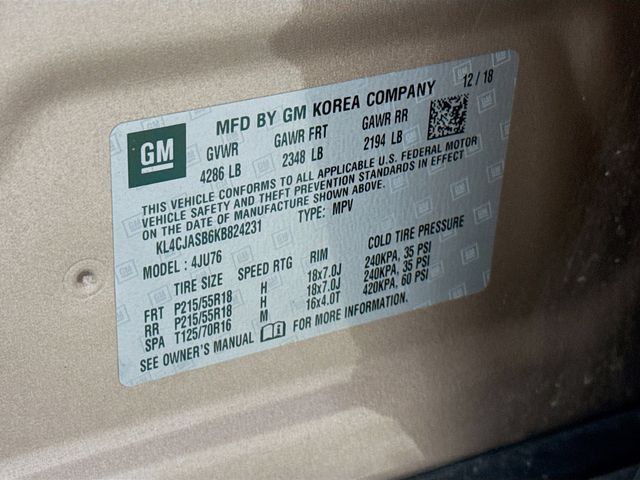 GM
MFD BY GM KOREA COMPANY 12 / 18
GVWR GAWR FRT GAWR RR
4286 LB 2348 LB 2194 LB
THIS VEHICLE CONFORMS TO ALL APPLICABLE U.S. FEDERAL MOTOR
VEHICLE SAFETY AND THEFT PREVENTION STANDARDS IN EFFECT
ON THE DATE OF MANUFACTURE SHOWN ABOVE.
KL4CJASB6KB824231 TYPE: MPV
MODEL : 4JU76
TIRE SIZE SPEED RTG RIM COLD TIRE PRESSURE
FRT P215/55R18 H 18x7.0J 240KPA, 35 PSI
RR P215/55R18 H 18x7.0J 240KPA, 35 PSI
SPA T125/70R16 M 16x4.0T 420KPA, 60 PSI
SEE OWNER'S MANUAL FOR MORE INFORMATION.